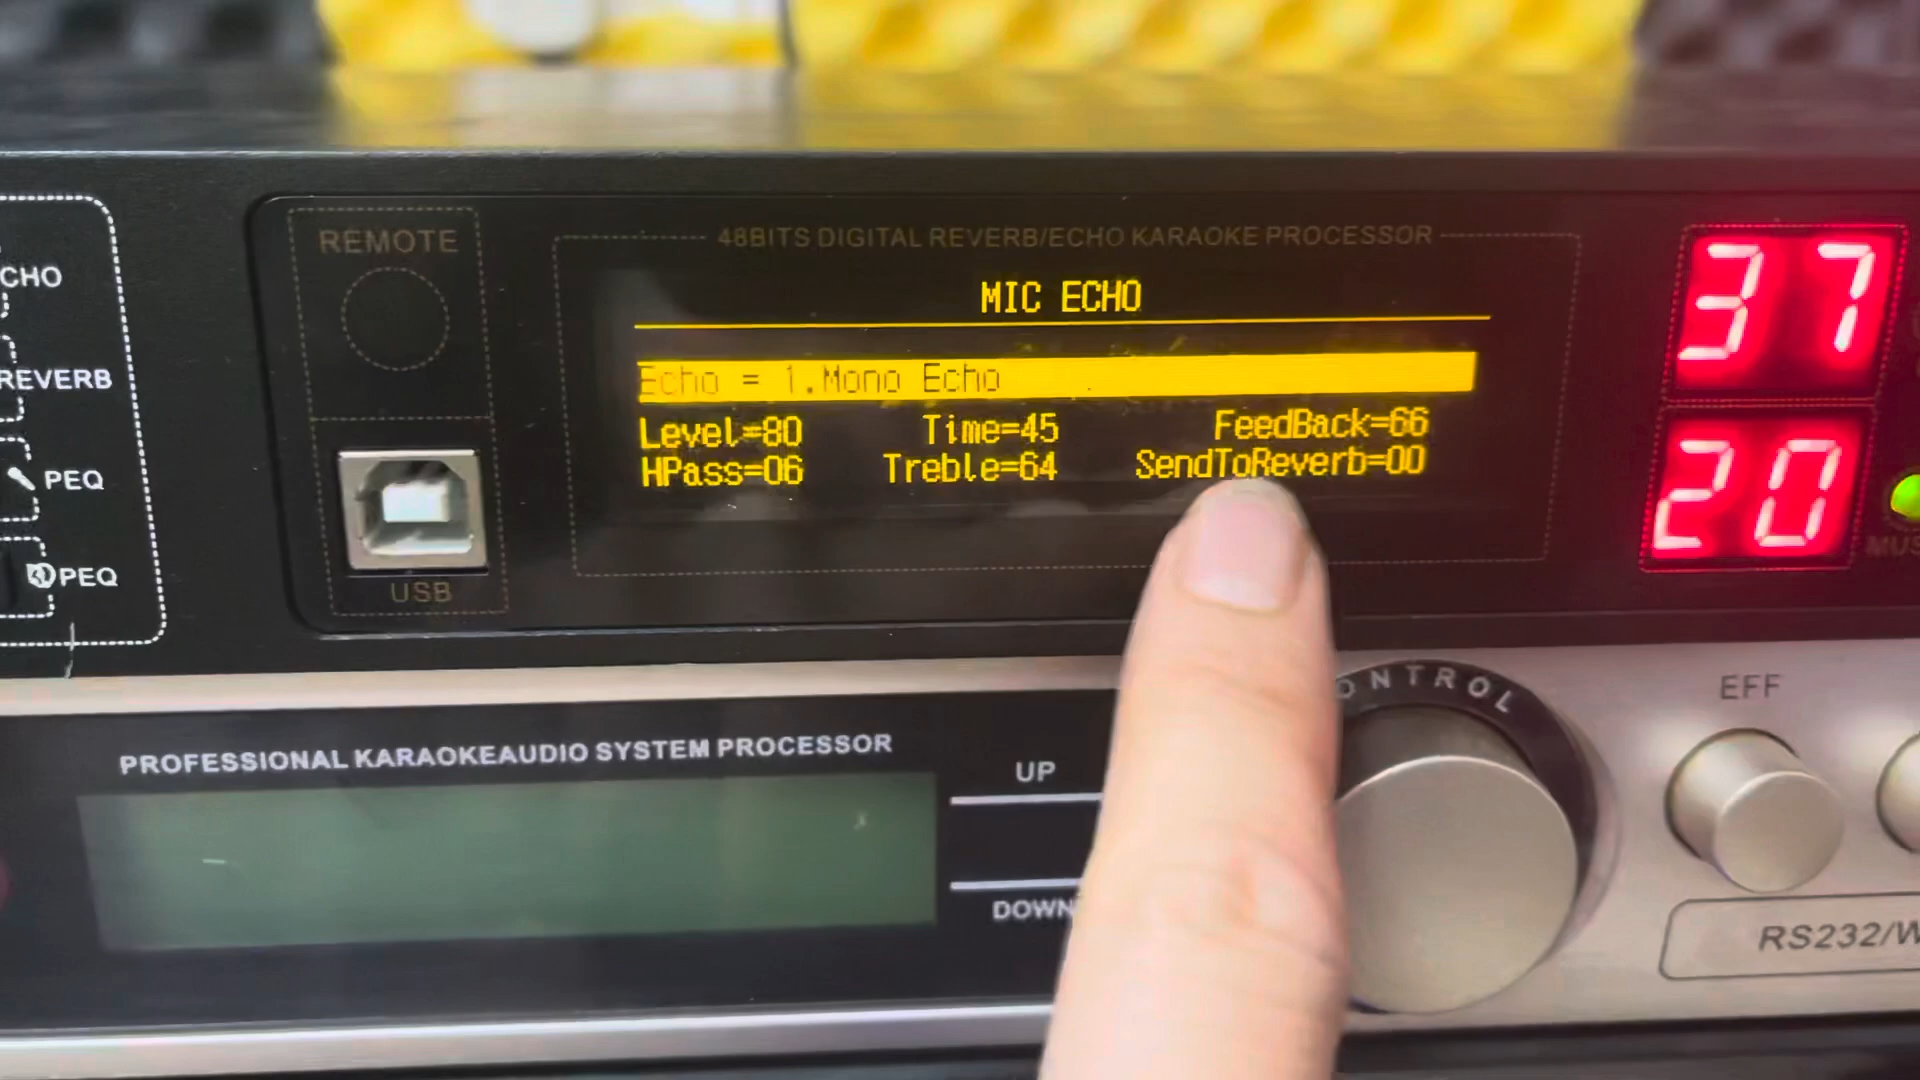 CHO
REVERB
PEQ
PEQ
REMOTE
USB
48BITS DIGITAL REVERB/ECHO KARAOKE PROCESSOR
MIC ECHO
Echo = 1.Mono Echo
Level=80 Time=45 FeedBack=66
HPass=06 Treble=64 SendToReverb=00
37
20
MUS
PROFESSIONAL KARAOKEAUDIO SYSTEM PROCESSOR
UP
DOWN
ONTROL
EFF
RS232/W